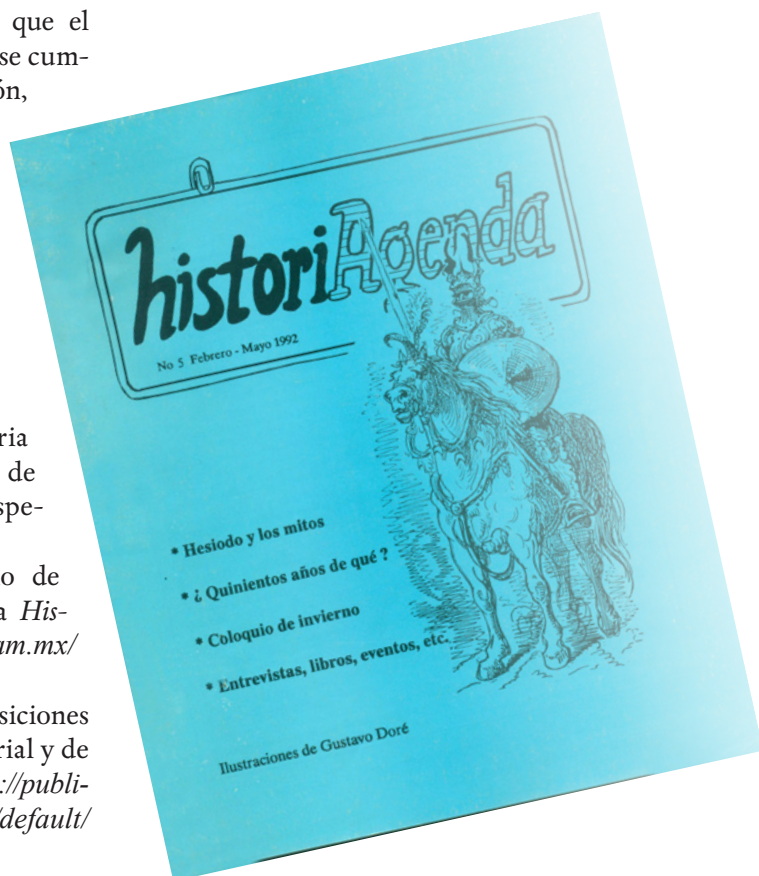 que el
se cum-
ón,
ria
de
spe-
o de
a His-
am.mx/
siciones
rial y de
://publi-
/default/
historiAgenda
No 5 Febrero - Mayo 1992
* Hesiodo y los mitos
* ¿ Quinientos años de qué ?
* Coloquio de invierno
* Entrevistas, libros, eventos, etc.
Ilustraciones de Gustavo Doré